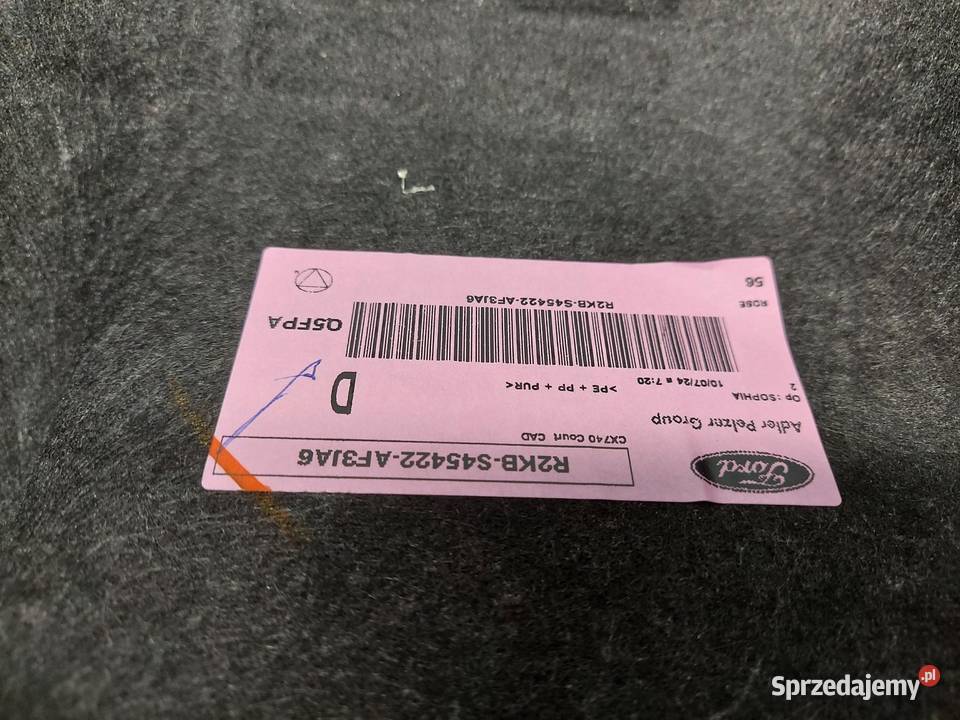 Ford
R2KB-S45422-AF3JA6
CX740 Court CAD
Adler Pelzer Group
Op : SOPHIA
2
D
10/07/24 = 7:20
>PE + PP + PUR<
Q5FPA
ROSE
56
R2KB-S45422-AF3JA6
Sprzedajemy.pl